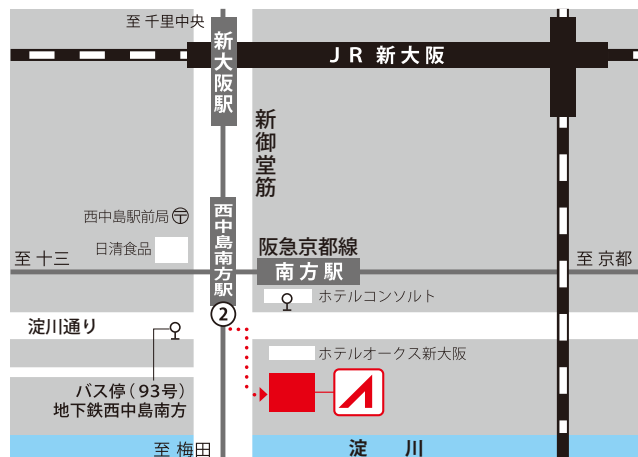 至 千里中央
新大阪駅
JR 新大阪
新御堂筋
西中島駅前局
西中島南方駅
日清食品
阪急京都線
至 十三
南方駅
至 京都
ホテルコンソルト
2
淀川通り
ホテルオークス新大阪
バス停（93号）
地下鉄西中島南方
至 梅田
淀 川